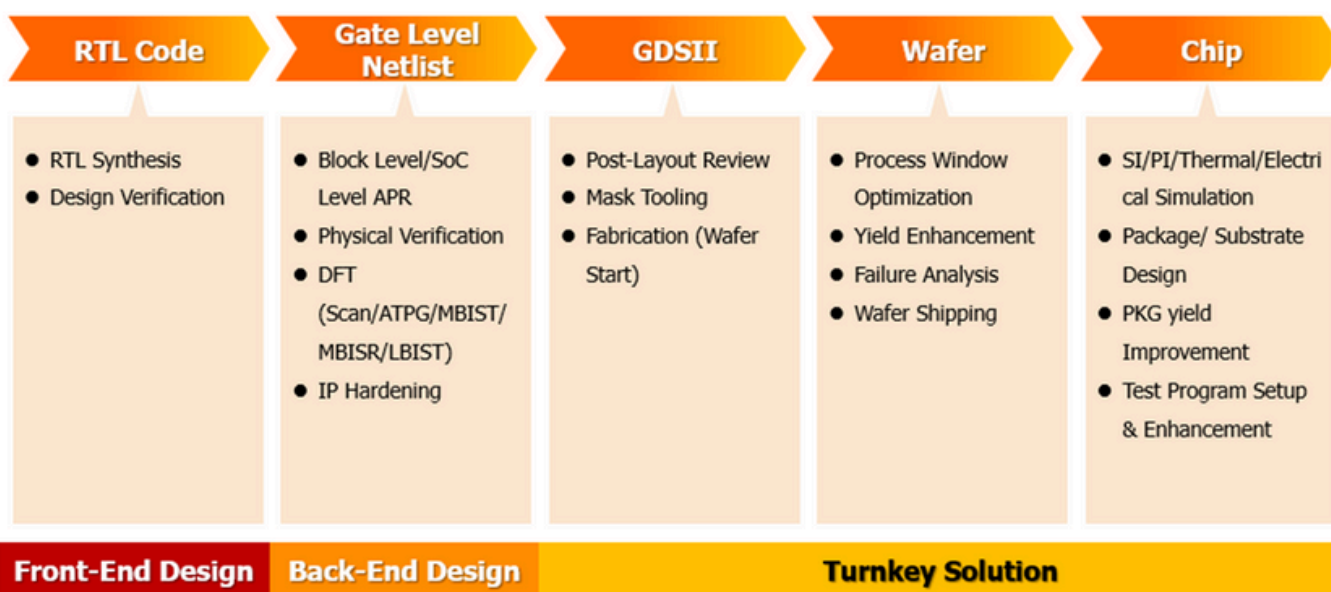 RTL Code
Gate Level
Netlist
GDSII
Wafer
Chip
● RTL Synthesis
● Design Verification
● Block Level/SoC
Level APR
● Physical Verification
● DFT
(Scan/ATPG/MBIST/
MBISR/LBIST)
● IP Hardening
● Post-Layout Review
● Mask Tooling
● Fabrication (Wafer
Start)
● Process Window
Optimization
● Yield Enhancement
● Failure Analysis
● Wafer Shipping
● SI/PI/Thermal/Electri
cal Simulation
● Package/ Substrate
Design
● PKG yield
Improvement
● Test Program Setup
& Enhancement
Front-End Design
Back-End Design
Turnkey Solution